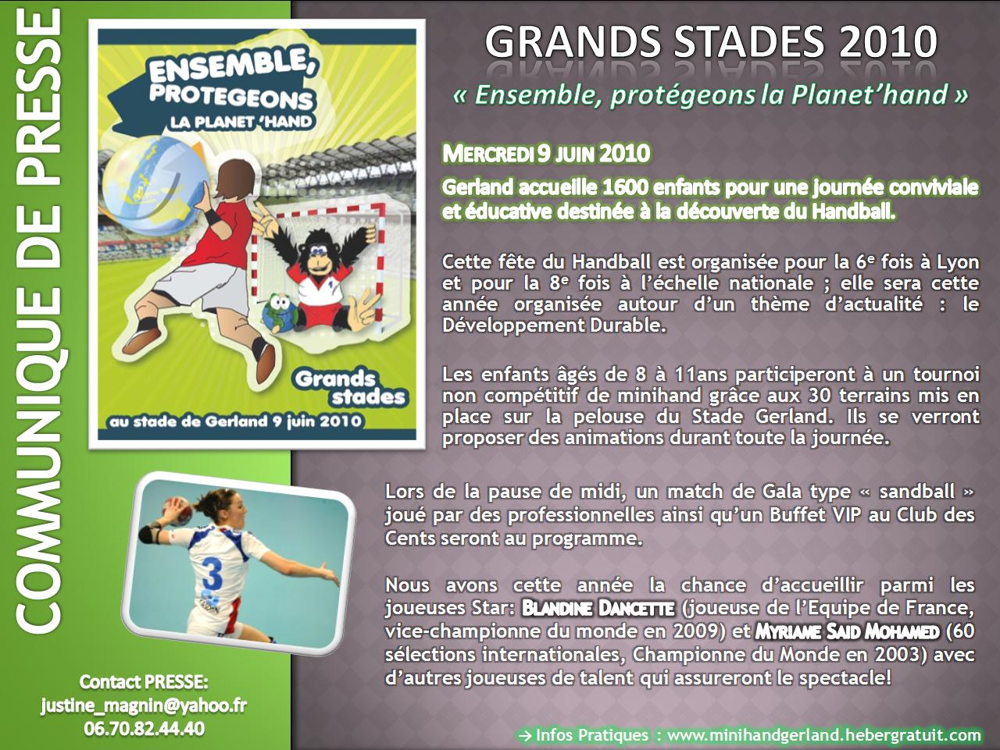 COMMUNIQUE DE PRESSE
ENSEMBLE,
PROTEGEONS
LA PLANET 'HAND
1
Grands
stades
au stade de Gerland 9 juin 2010
3
Contact PRESSE:
justine_magnin@yahoo.fr
06.70.82.44.40
GRANDS STADES 2010
« Ensemble, protégeons la Planet’hand »
MERCREDI 9 JUIN 2010
Gerland accueille 1600 enfants pour une journée conviviale
et éducative destinée à la découverte du Handball.
Cette fête du Handball est organisée pour la 6e fois à Lyon
et pour la 8e fois à l’échelle nationale ; elle sera cette
année organisée autour d’un thème d’actualité : le
Développement Durable.
Les enfants âgés de 8 à 11ans participeront à un tournoi
non compétitif de minihand grâce aux 30 terrains mis en
place sur la pelouse du Stade Gerland. Ils se verront
proposer des animations durant toute la journée.
Lors de la pause de midi, un match de Gala type « sandball »
joué par des professionnelles ainsi qu’un Buffet VIP au Club des
Cents seront au programme.
Nous avons cette année la chance d’accueillir parmi les
joueuses Star: BLANDINE DANCETTE (joueuse de l’Equipe de France,
vice-championne du monde en 2009) et MYRIAME SAID MOHAMED (60
sélections internationales, Championne du Monde en 2003) avec
d’autres joueuses de talent qui assureront le spectacle!
→ Infos Pratiques : www.minihandgerland.hebergratuit.com